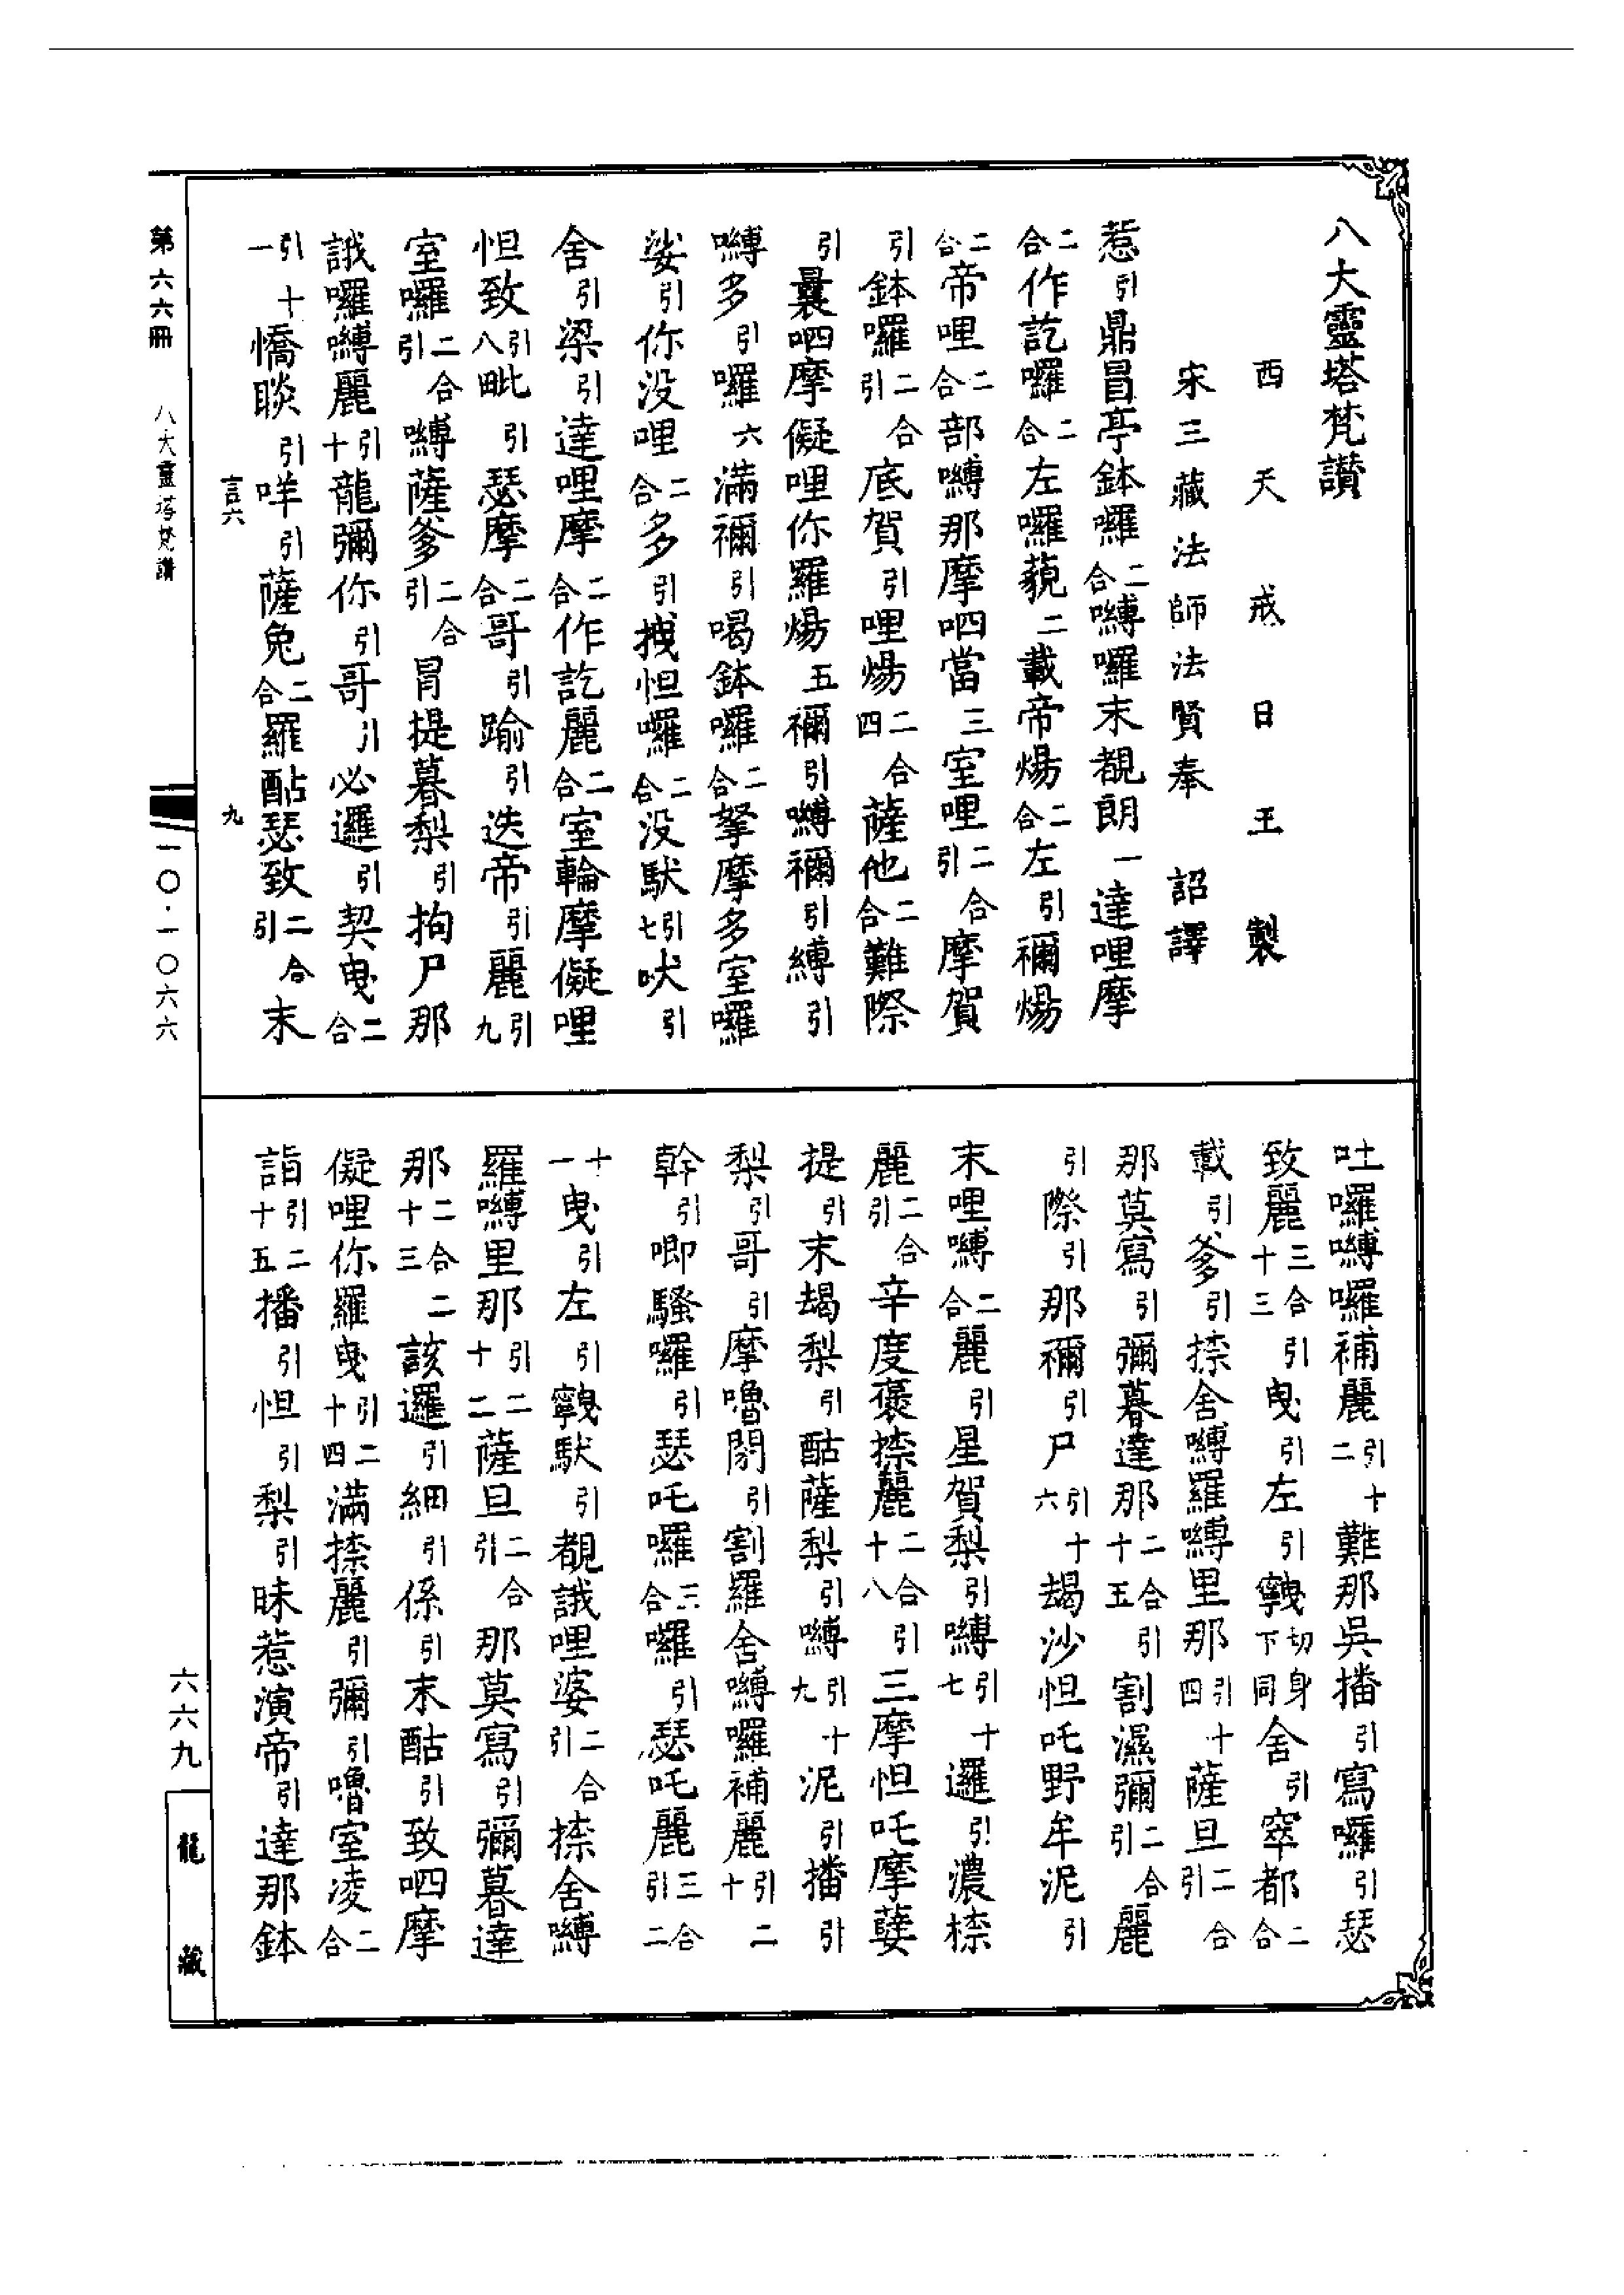 八大靈塔梵讚
西天戒日王製
宋三藏法師法賢奉 詔譯
惹引鼎冒亭鉢囉二合嚩囉末覩朗一達哩摩
二合作訖囉二合左囉藐二載帝煬二合左引禰煬
二合帝哩二合部嚩那摩呬當三室哩二合引摩賀
引鉢囉二合引底賀引哩煬二合四薩他二合難際
引曩呬摩儗哩你羅煬五禰引嚩禰引縛引
嚩多引囉六滿禰引喝鉢囉二合拏摩多室囉
娑引你没哩二合多引拽怛囉二合没馱引七吠引
舍引梁引達哩摩二合作訖麗二合室輪摩儗哩
怛致引八毗引瑟摩二合哥引踰引迭帝引麗引九
室囉二合引嚩薩爹二合引冐提暮梨引拘尸那
誐囉嚩麗引十龍彌你引哥引必邏引契曳二合
引十一憍睒引哶引薩兔二合羅酟瑟致二合引末
吐囉嚩囉補麗引十二難那吳播引寫囉引瑟
致麗三合引十三曳引左引䫂切身下同舍引窣都二合
載引爹引捺舍嚩羅嚩里那引十四薩旦二合引
那莫寫引彌暮達那二合十五引割濕彌二合引麗
引際引那禰引尸引十六朅沙怛吒野牟泥引
末哩嚩二合麗引星賀梨引嚩引十七邏引濃捺
麗二合引辛度褒捺麗二合十八引三摩怛吒摩蘖
提引末朅梨引酤薩梨引嚩引十九泥引播引
梨引哥引摩嚕閉引割羅舍嚩囉補麗引二十
幹引唧騷囉引瑟吒囉三合囉引瑟吒麗三合引二
十一曳引左引䫂馱引覩誐哩婆二合引捺舍嚩
羅嚩里那引二十二薩旦二合引那莫寫引彌暮達
那二合二十三該邏引細引係引末酤引致呬摩
儗哩你羅曳引二十四滿捺麗引彌引嚕室凌二合
詣引二十五播引怛引梨引昧惹演帝引達那鉢
第六六冊 八大靈塔梵讚 一〇·一〇六六
言六 九
六六九
龍藏